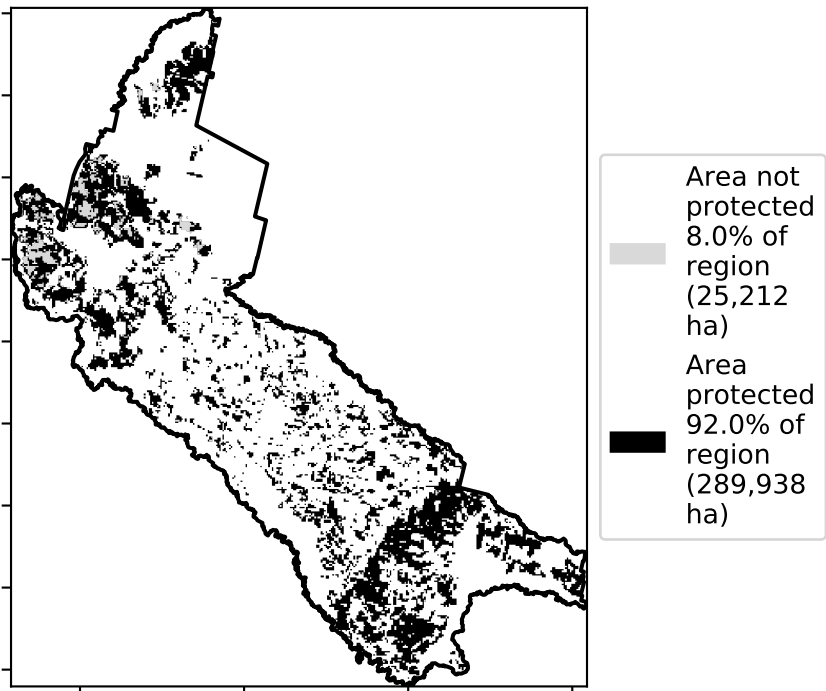 Area not
protected
8.0% of
region
(25,212
ha)
Area
protected
92.0% of
region
(289,938
ha)